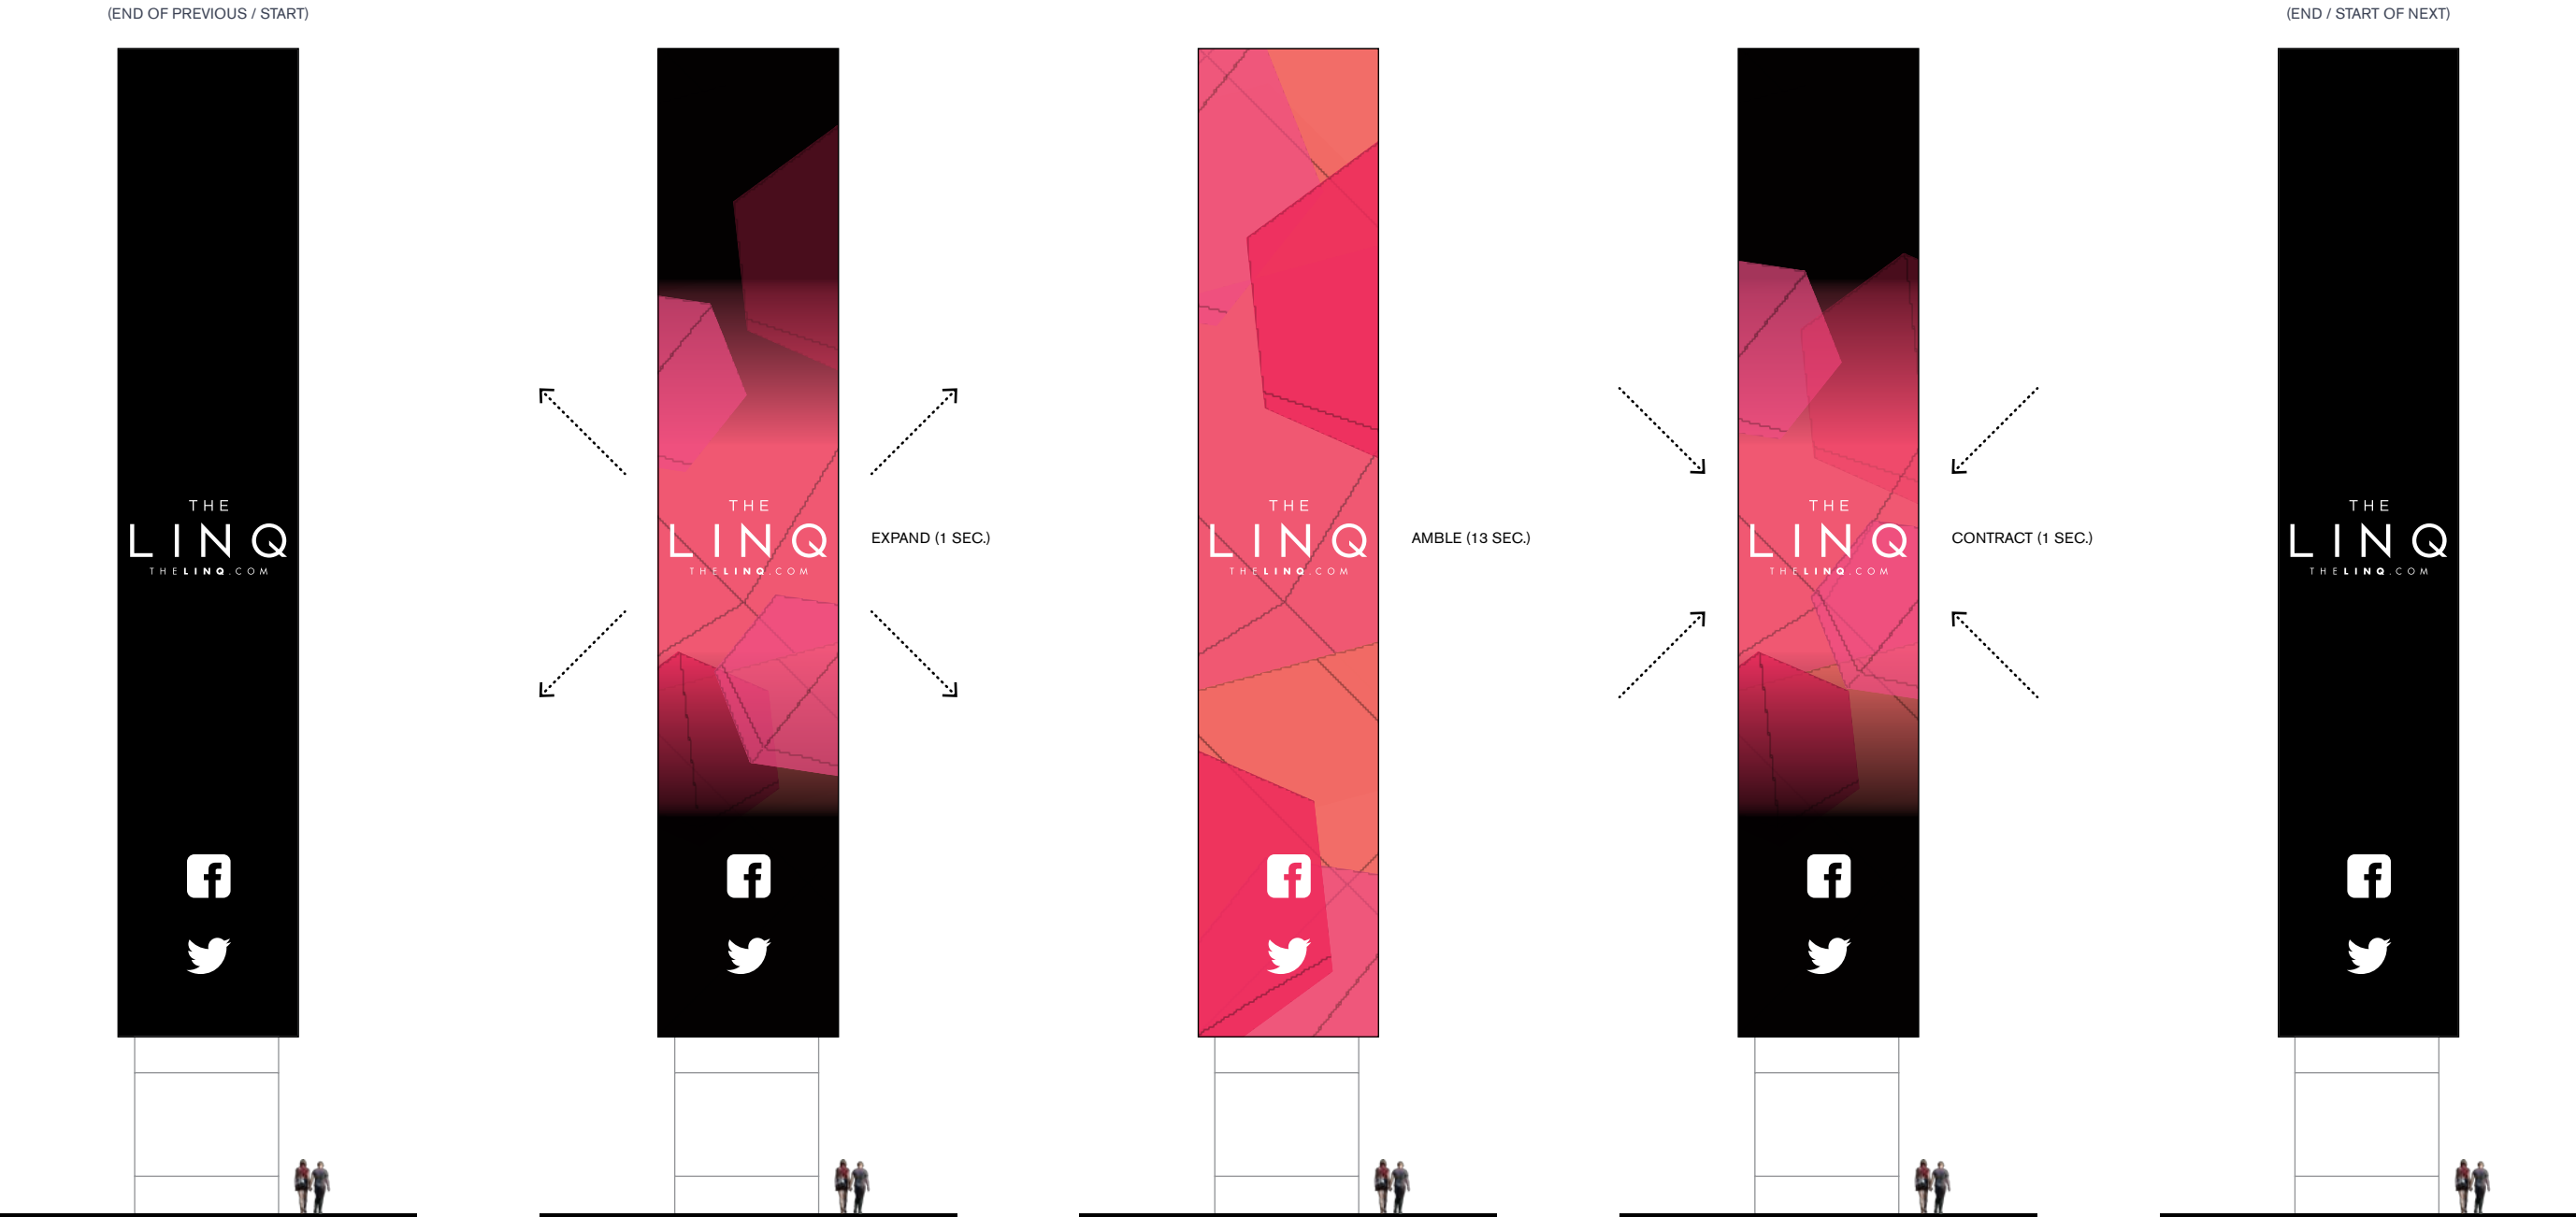 (END OF PREVIOUS / START)
(END / START OF NEXT)
THE
LINQ
THELINQ.COM
THE
LINQ
THELINQ.COM
EXPAND (1 SEC.)
THE
LINQ
THELINQ.COM
AMBLE (13 SEC.)
THE
LINQ
THELINQ.COM
CONTRACT (1 SEC.)
THE
LINQ
THELINQ.COM